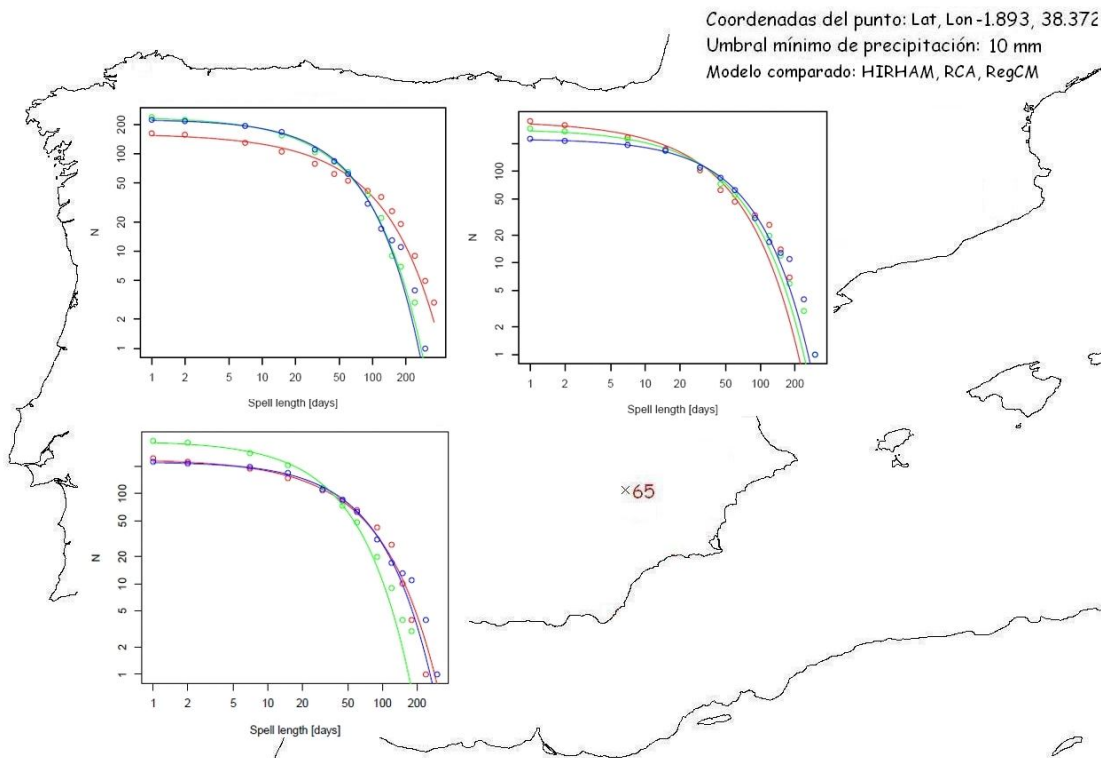 Coordenadas del punto: Lat, Lon -1.893, 38.372
Umbral mínimo de precipitación: 10 mm
Modelo comparado: HIRHAM, RCA, RegCM
200
100
50
20
10
5
2
1
N
1 2 5 10 20 50 100 200
Spell length [days]
100
50
20
10
5
2
1
N
1 2 5 10 20 50 100 200
Spell length [days]
100
50
20
10
5
2
1
N
1 2 5 10 20 50 100 200
Spell length [days]
×65